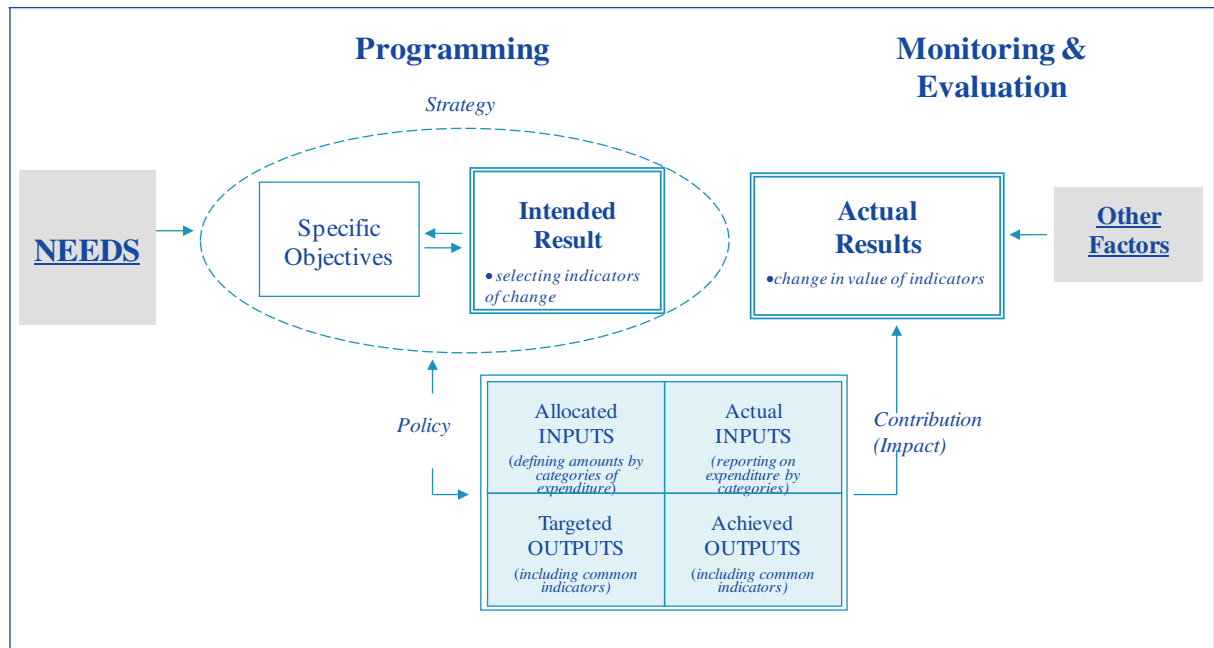 Programming
Monitoring &
Evaluation
Strategy
NEEDS
Specific
Objectives
Intended
Result
• selecting indicators
of change
Actual
Results
•change in value of indicators
Other
Factors
Policy
Allocated
INPUTS
(defining amounts by
categories of
expenditure)
Actual
INPUTS
(reporting on
expenditure by
categories)
Contribution
(Impact)
Targeted
OUTPUTS
(including common
indicators)
Achieved
OUTPUTS
(including common
indicators)